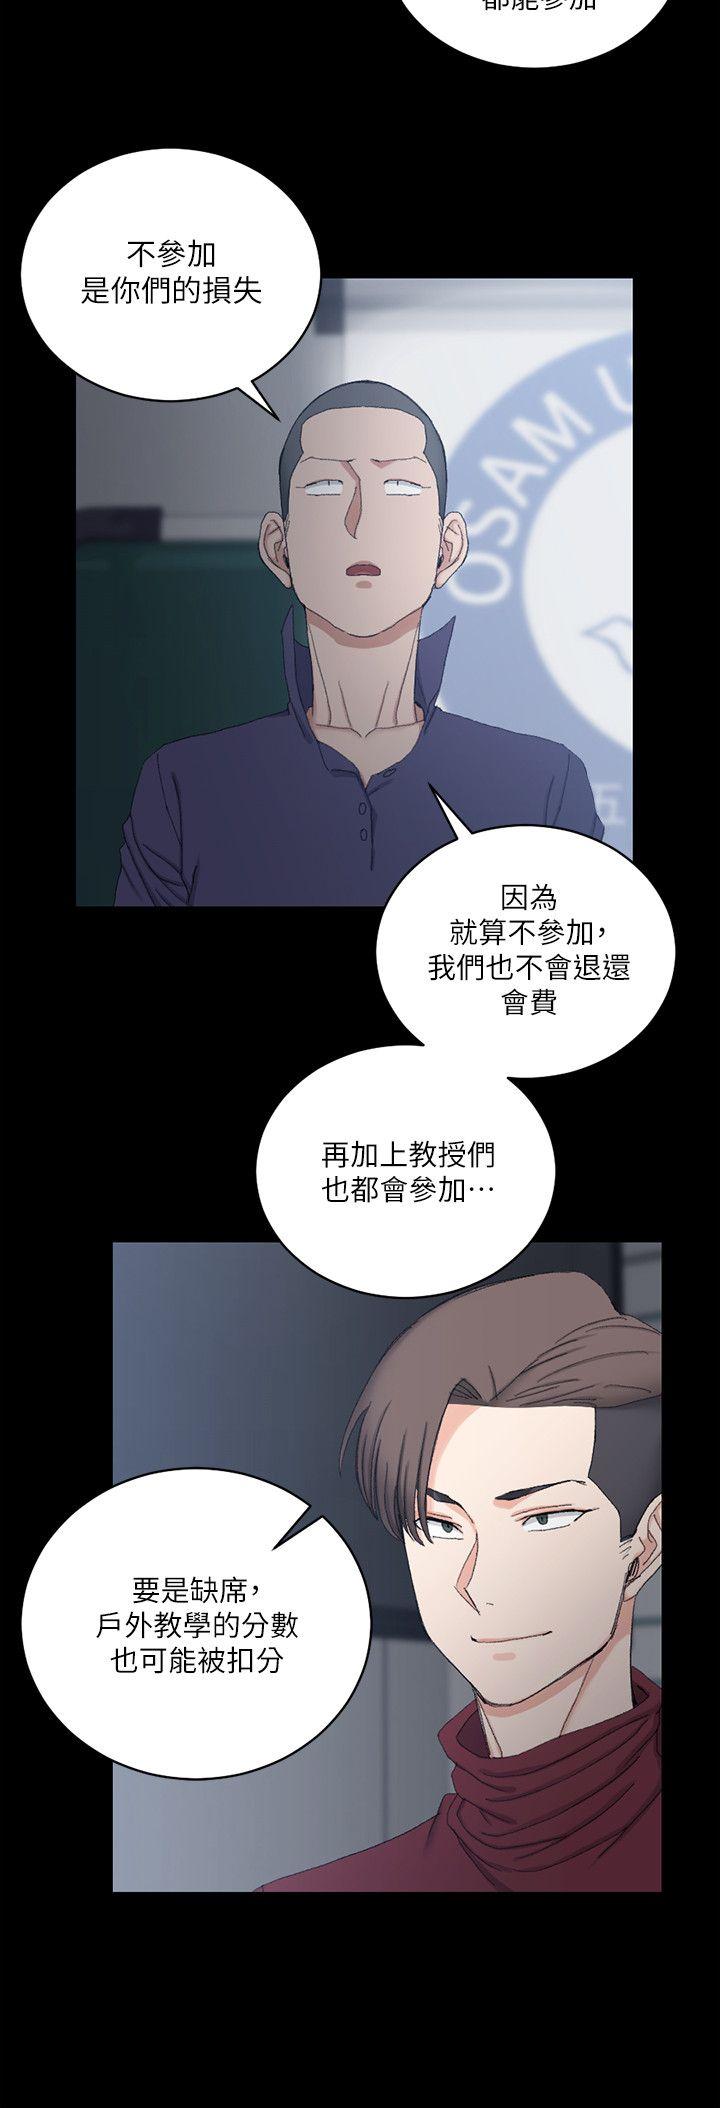 都能參加
不參加
是你們的損失
OSAM U
五
因為
就算不參加，
我們也不會退還
會費
再加上教授們
也都會參加…
要是缺席，
戶外教學的分數
也可能被扣分